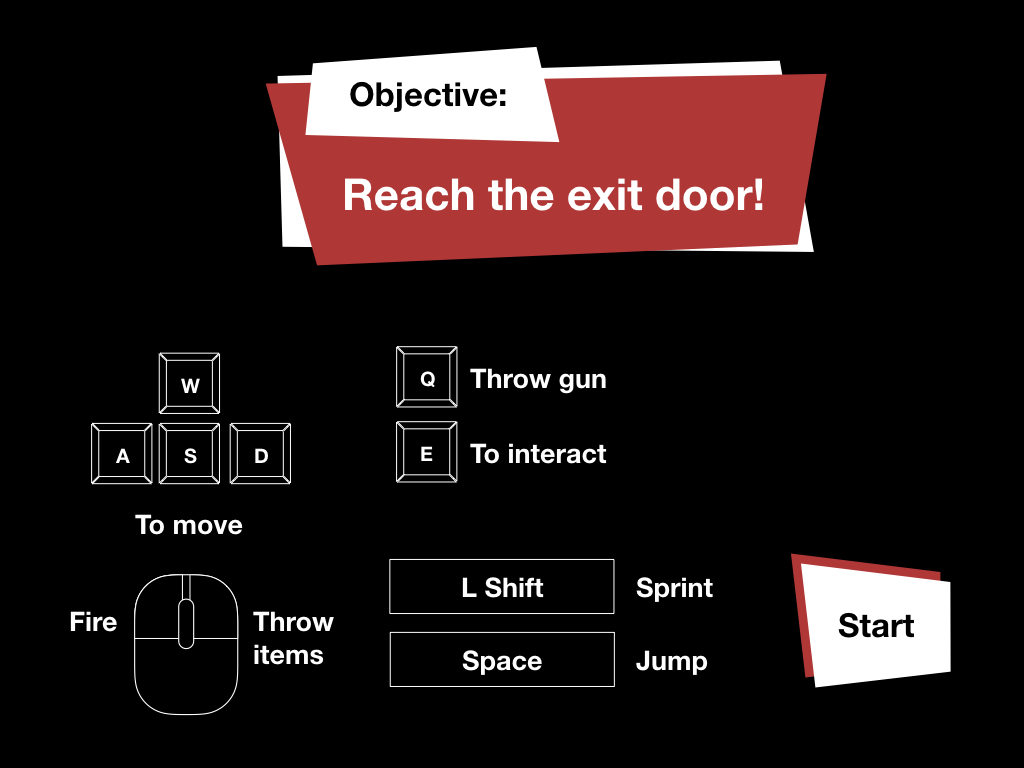 Objective:
Reach the exit door!
W
A S D
To move
Q Throw gun
E To interact
Fire
Throw
items
L Shift Sprint
Space Jump
Start